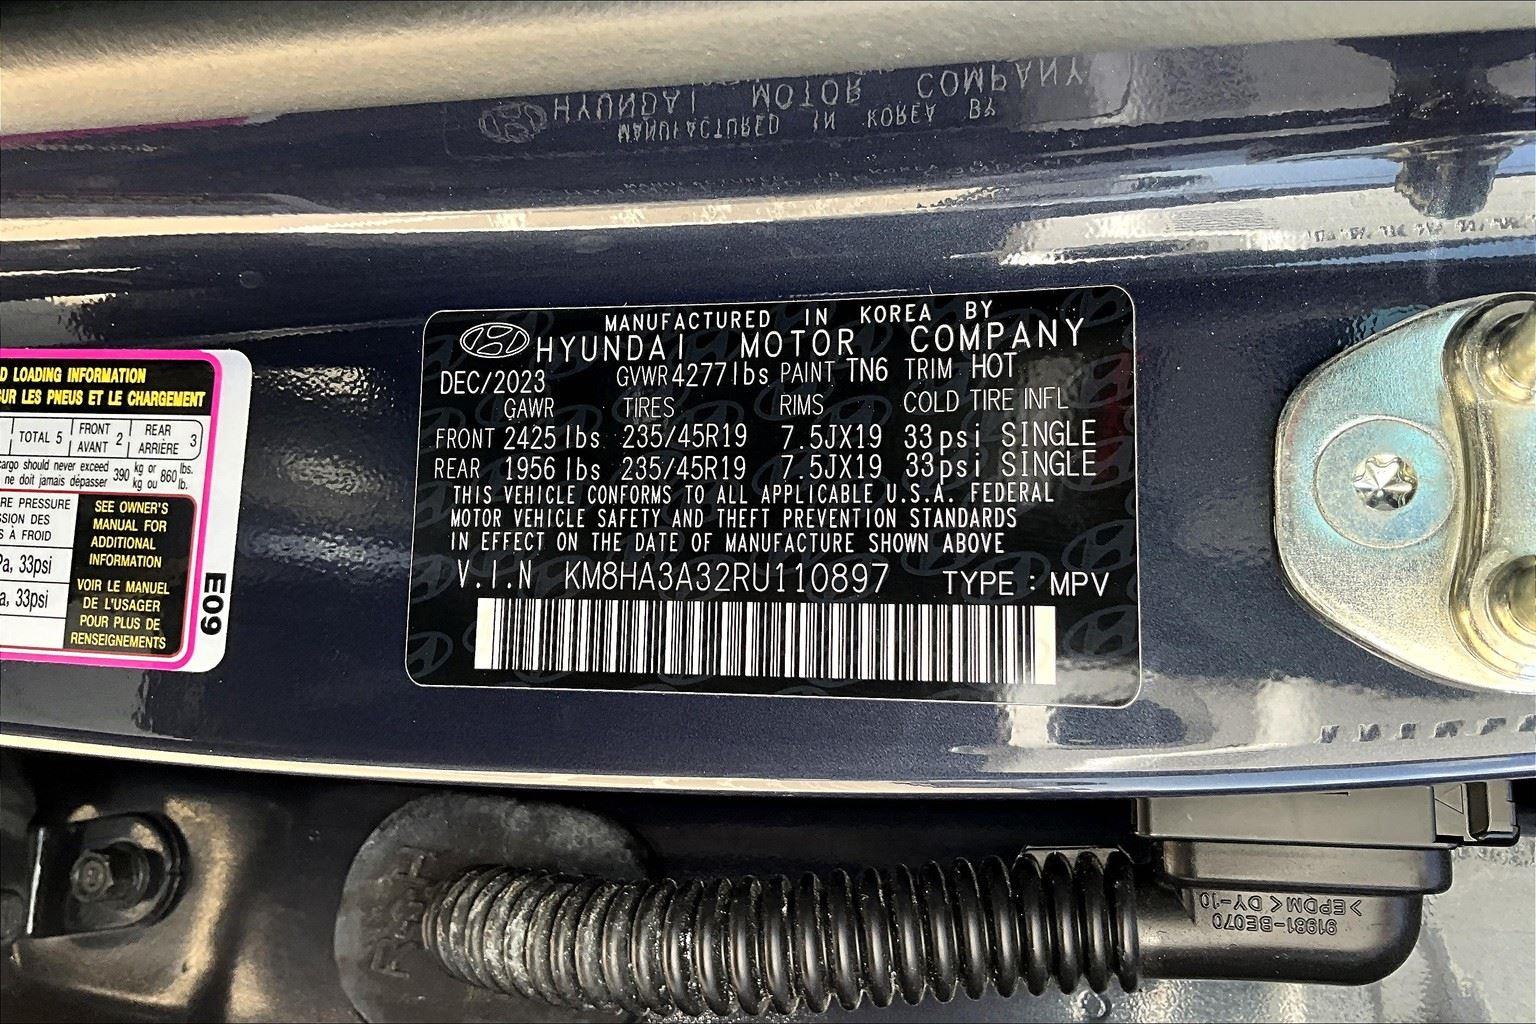 HYUNDAI MOTOR COMPANY
MANUFACTURED IN KOREA BY
MANUFACTURED IN KOREA BY
HYUNDAI MOTOR COMPANY
DEC/2023 GVWR 4277lbs PAINT TN6 TRIM HOT
GAWR TIRES RIMS COLD TIRE INFL
FRONT 2425 lbs 235/45R19 7.5JX19 33psi SINGLE
REAR 1956 lbs 235/45R19 7.5JX19 33psi SINGLE
THIS VEHICLE CONFORMS TO ALL APPLICABLE U.S.A. FEDERAL
MOTOR VEHICLE SAFETY AND THEFT PREVENTION STANDARDS
IN EFFECT ON THE DATE OF MANUFACTURE SHOWN ABOVE
V.I.N KM8HA3A32RU110897 TYPE : MPV
LOADING INFORMATION
SUR LES PNEUS ET LE CHARGEMENT
TOTAL 5 FRONT AVANT 2 REAR ARRIÈRE 3
cargo should never exceed 390 kg or 860 lbs.
ne doit jamais dépasser kg ou lb.
PRESSURE
DES
À FROID
33psi
33psi
SEE OWNER'S
MANUAL FOR
ADDITIONAL
INFORMATION
VOIR LE MANUEL
DE L'USAGER
POUR PLUS DE
RENSEIGNEMENTS
E09
91981-BE070
>EPDM< DY-10